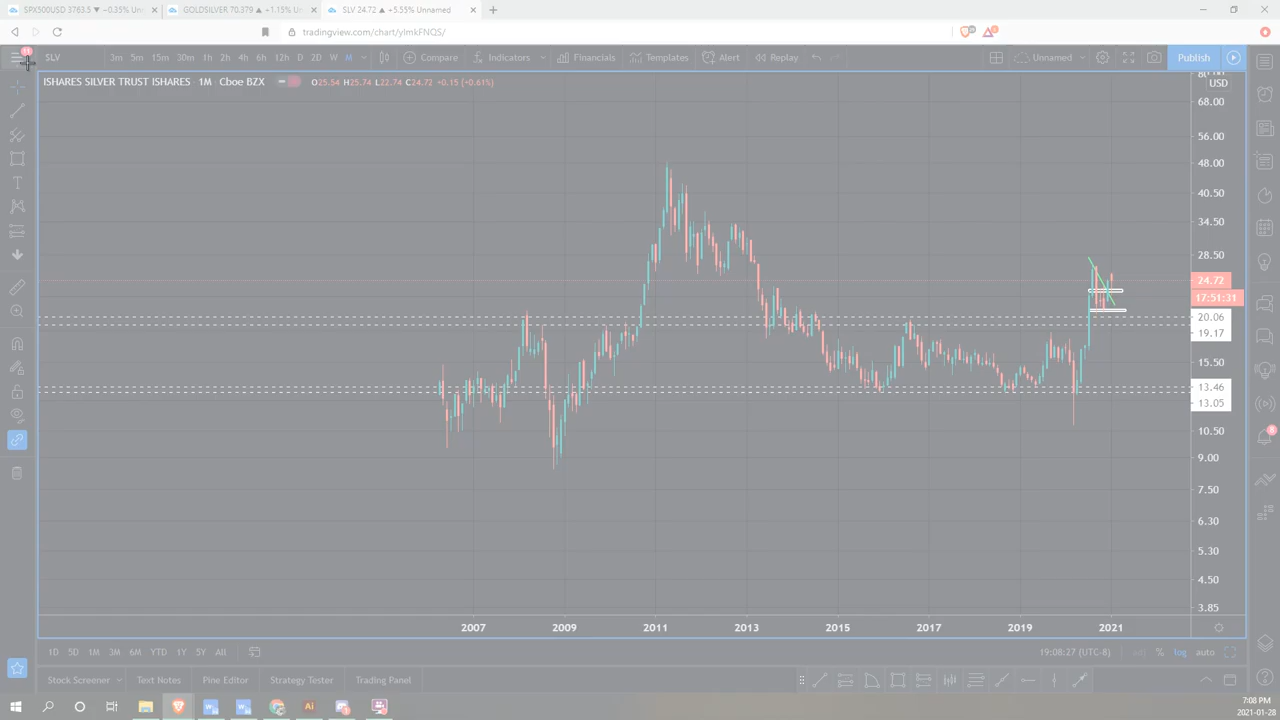 SPX500USD 3763.5 ▼ −0.35% Un
GOLDSILVER 70.379 ▲ +1.15% Un
SLV 24.72 ▲ +5.55% Unnamed
tradingview.com/chart/yImkFNQS/
11
SLV
3m 5m 15m 30m 1h 2h 4h 6h 12h D 2D W M
Compare
Indicators
Financials
Templates
Alert
Replay
Unnamed
Publish
ISHARES SILVER TRUST ISHARES · 1M · Cboe BZX
O25.54 H25.74 L22.74 C24.72 +0.15 (+0.61%)
USD
68.00
56.00
48.00
40.50
34.50
28.50
24.72
17:51:31
20.06
19.17
15.50
13.46
13.05
10.50
9.00
7.50
6.30
5.30
4.50
3.85
8
2007 2009 2011 2013 2015 2017 2019 2021
1D 5D 1M 3M 6M YTD 1Y 5Y All
19:08:27 (UTC-8)
% log auto
Stock Screener
Text Notes
Pine Editor
Strategy Tester
Trading Panel
7:08 PM
2021-01-28